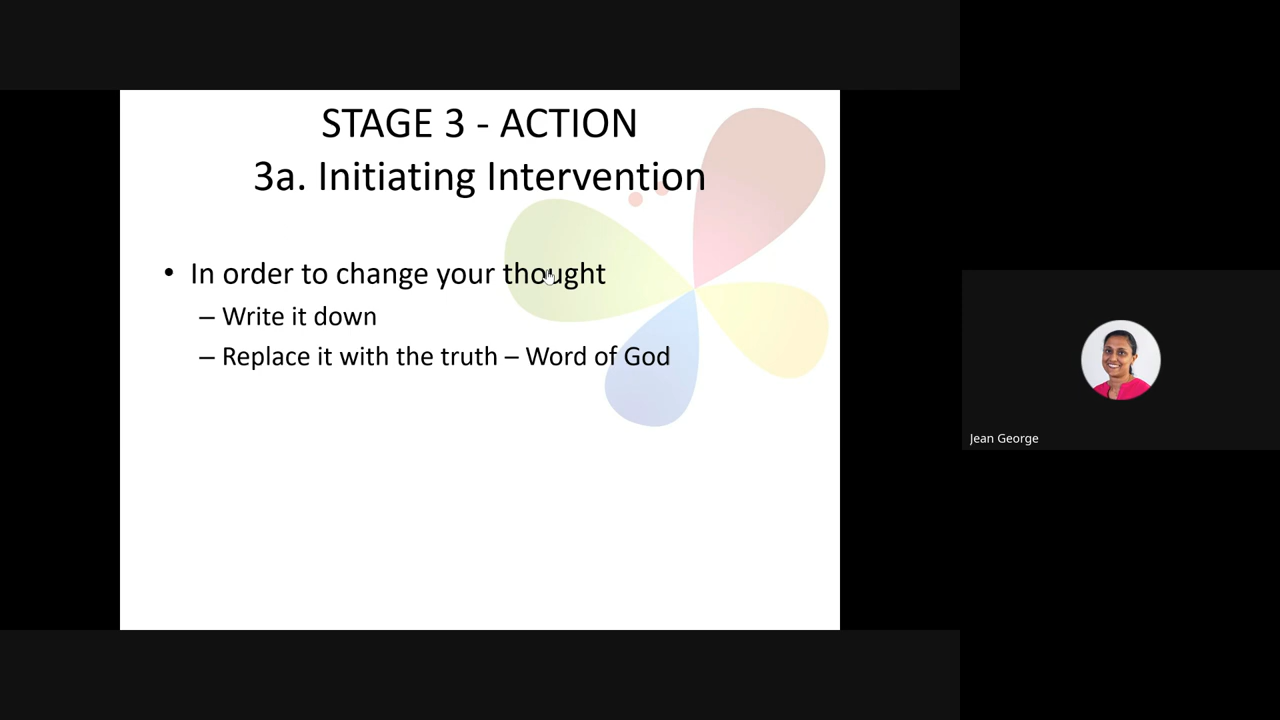 STAGE 3 - ACTION
3a. Initiating Intervention
• In order to change your thought
– Write it down
– Replace it with the truth – Word of God
Jean George